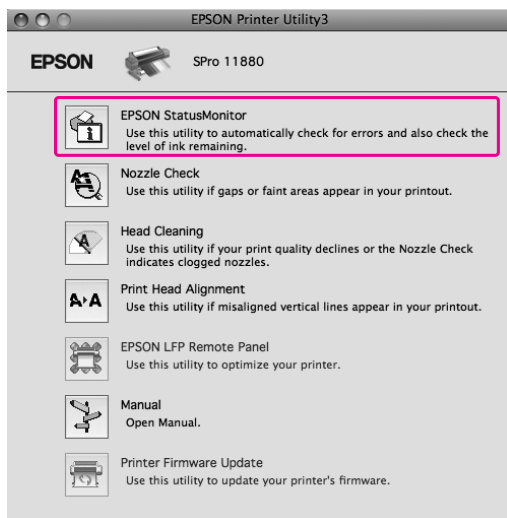 EPSON Printer Utility3
EPSON SPro 11880
EPSON StatusMonitor
Use this utility to automatically check for errors and also check the
level of ink remaining.
Nozzle Check
Use this utility if gaps or faint areas appear in your printout.
Head Cleaning
Use this utility if your print quality declines or the Nozzle Check
indicates clogged nozzles.
Print Head Alignment
Use this utility if misaligned vertical lines appear in your printout.
EPSON LFP Remote Panel
Use this utility to optimize your printer.
Manual
Open Manual.
Printer Firmware Update
Use this utility to update your printer's firmware.